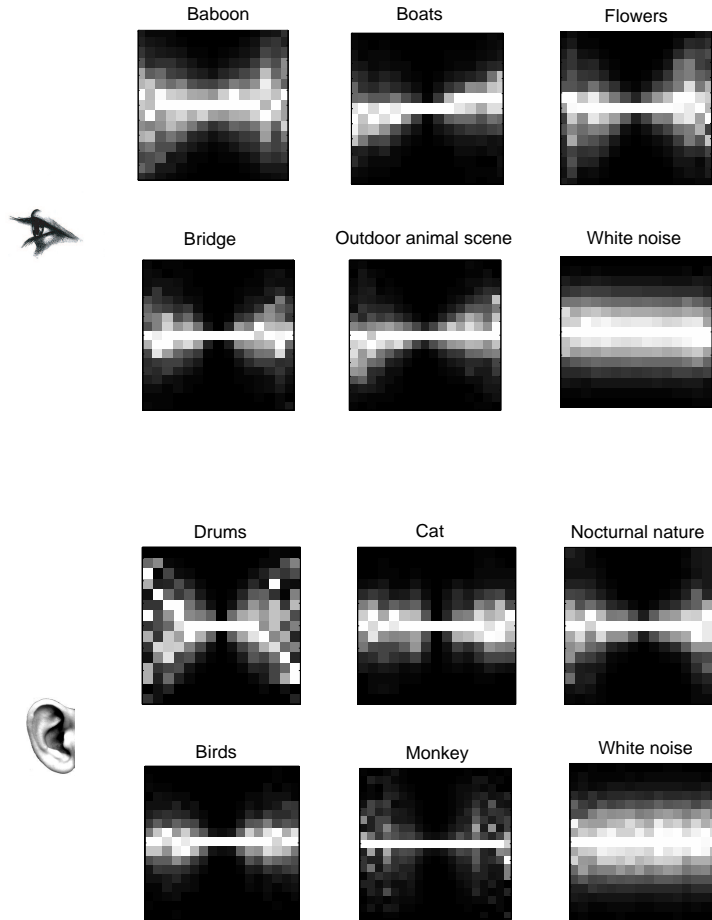 Baboon
Boats
Flowers
Bridge
Outdoor animal scene
White noise
Drums
Cat
Nocturnal nature
Birds
Monkey
White noise